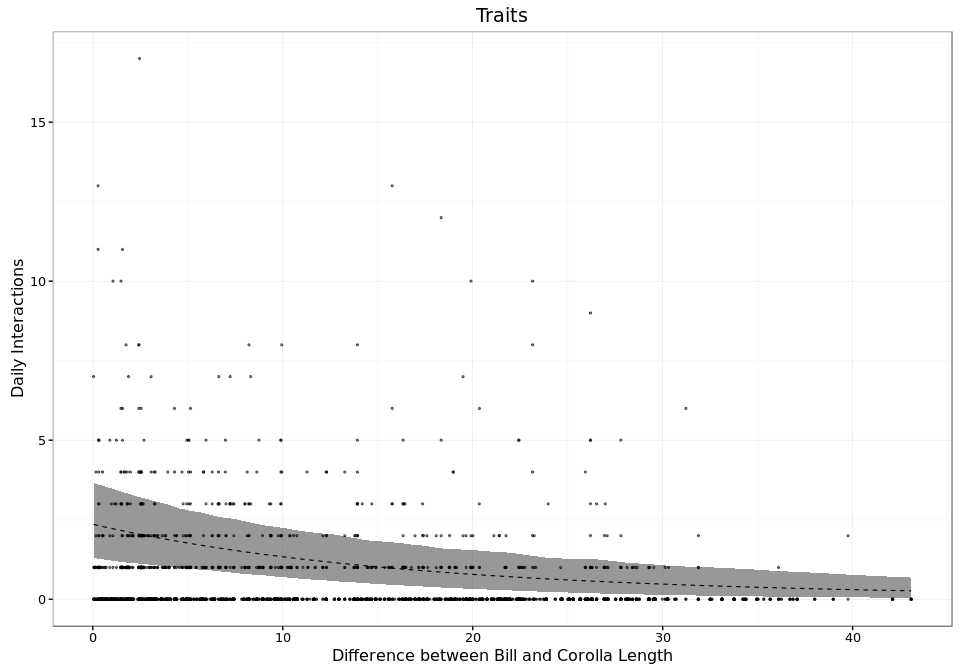 Traits
15
10
5
0
Daily Interactions
0 10 20 30 40
Difference between Bill and Corolla Length